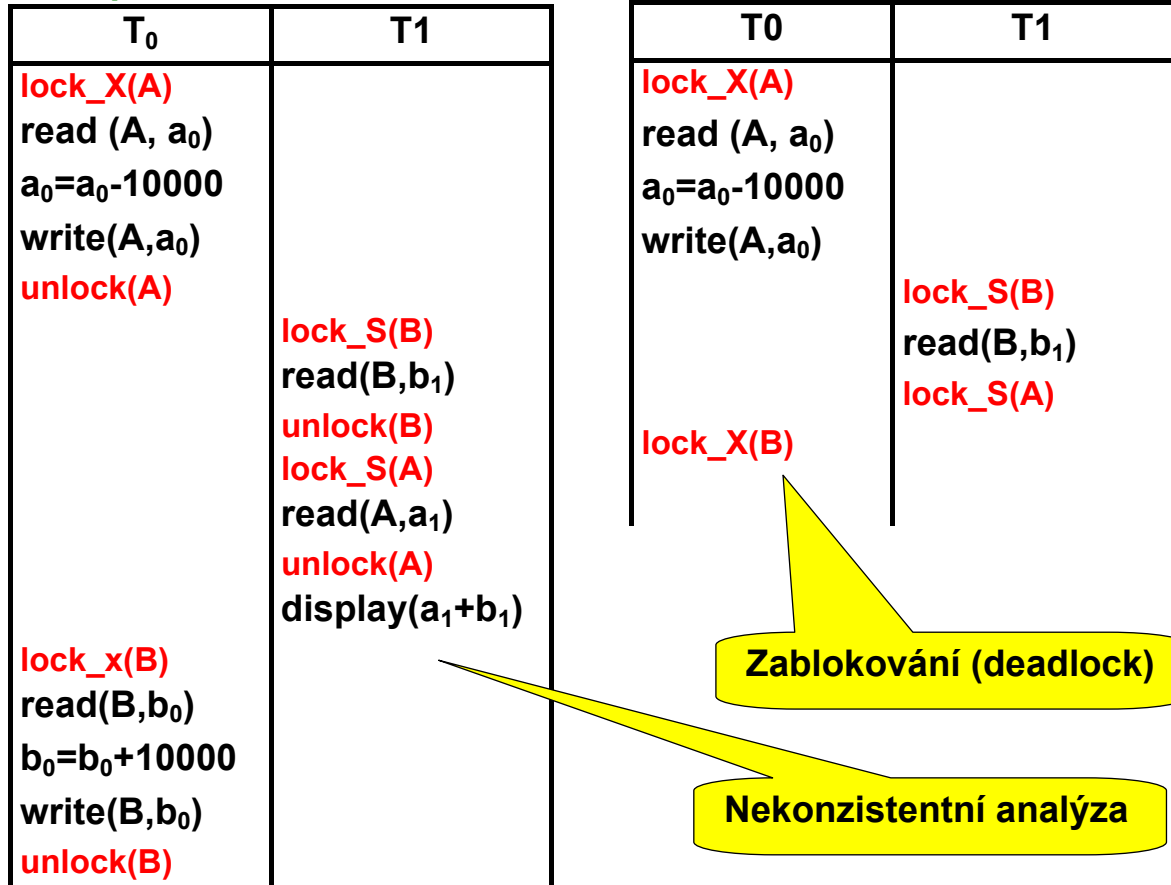 T₀ T1
lock_X(A)
read (A, a₀)
a₀=a₀-10000
write(A,a₀)
unlock(A)
lock_S(B)
read(B,b₁)
unlock(B)
lock_S(A)
read(A,a₁)
unlock(A)
display(a₁+b₁)
lock_x(B)
read(B,b₀)
b₀=b₀+10000
write(B,b₀)
unlock(B)
T0 T1
lock_X(A)
read (A, a₀)
a₀=a₀-10000
write(A,a₀)
lock_S(B)
read(B,b₁)
lock_S(A)
lock_X(B)
Zablokování (deadlock)
Nekonzistentní analýza